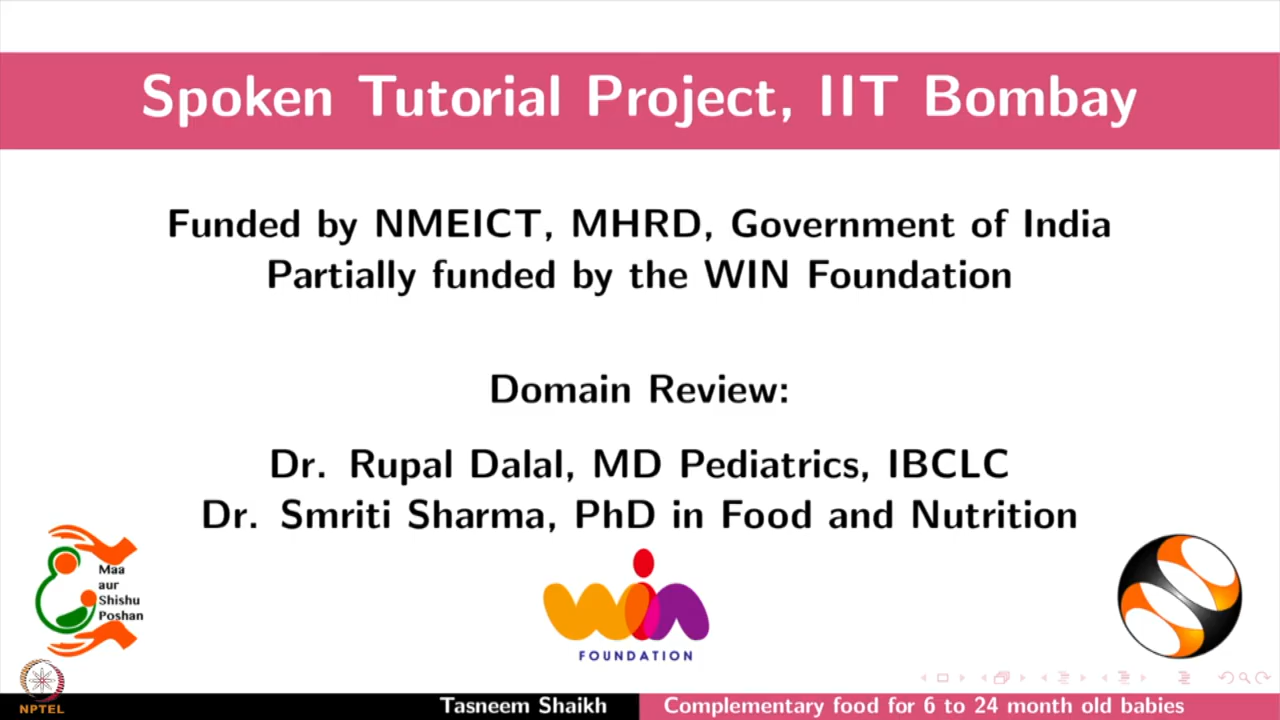 Spoken Tutorial Project, IIT Bombay
Funded by NMEICT, MHRD, Government of India
Partially funded by the WIN Foundation
Domain Review:
Dr. Rupal Dalal, MD Pediatrics, IBCLC
Dr. Smriti Sharma, PhD in Food and Nutrition
Maa
aur
Shishu
Poshan
win
FOUNDATION
NPTEL
Tasneem Shaikh
Complementary food for 6 to 24 month old babies